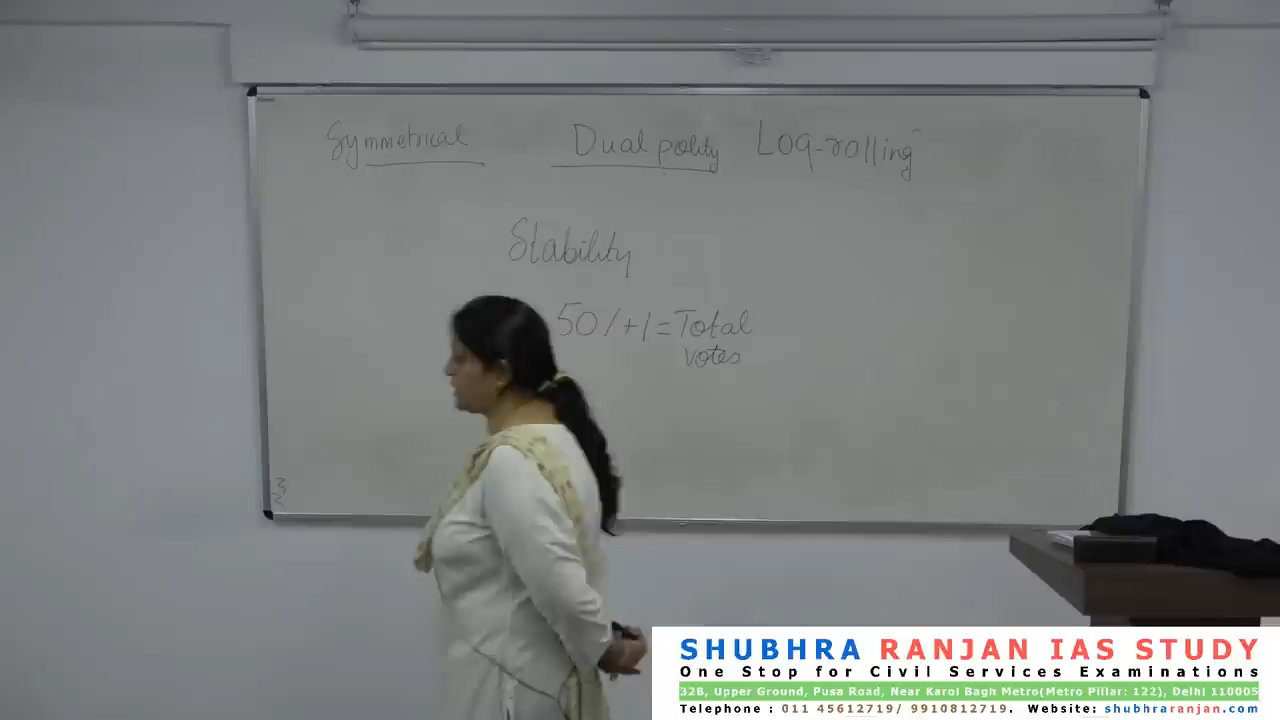 Symmetrical Dual polity Log-rolling
Stability
50%+1=Total
votes
SHUBHRA RANJAN IAS STUDY
One Stop for Civil Services Examinations
32B, Upper Ground, Pusa Road, Near Karol Bagh Metro(Metro Pillar: 122), Delhi 110005
Telephone : 011 45612719/ 9910812719. Website: shubhraranjan.com